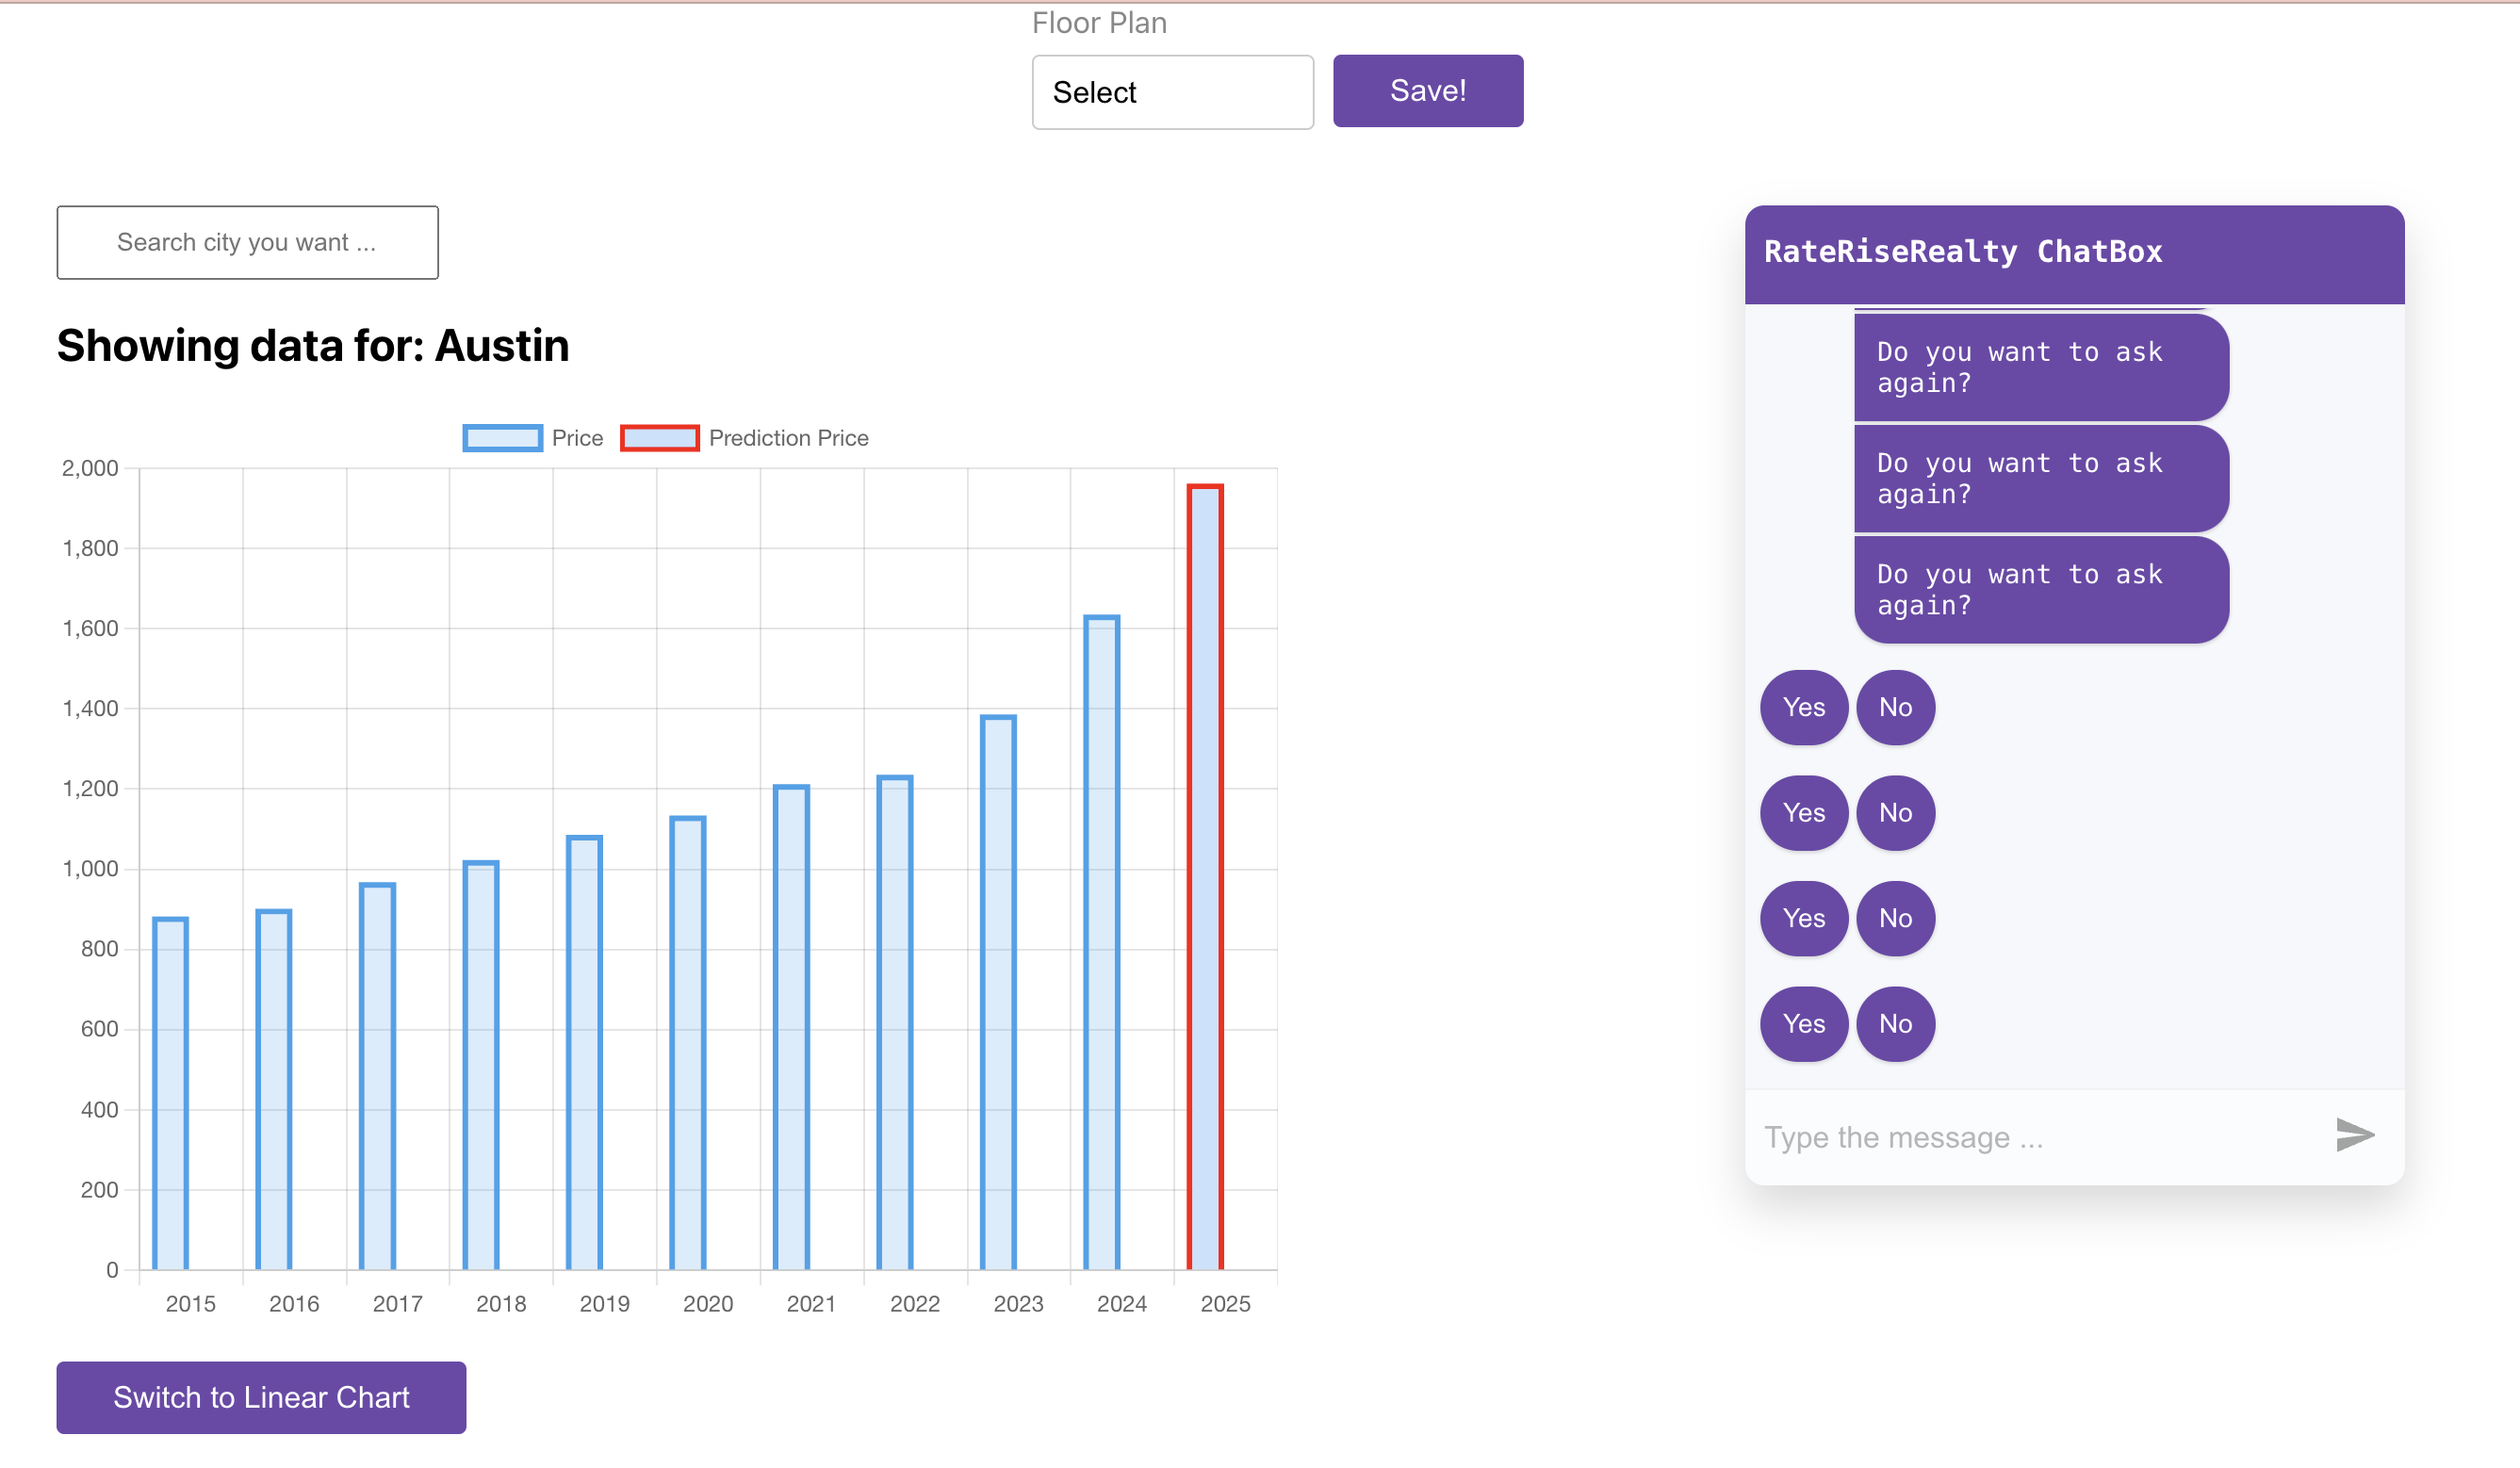 Floor Plan
Select
Save!
Search city you want ...
Showing data for: Austin
Price
Prediction Price
2,000
1,800
1,600
1,400
1,200
1,000
800
600
400
200
0
2015 2016 2017 2018 2019 2020 2021 2022 2023 2024 2025
Switch to Linear Chart
RateRiseRealty ChatBox
Do you want to ask
again?
Do you want to ask
again?
Do you want to ask
again?
Yes No
Yes No
Yes No
Yes No
Type the message ...